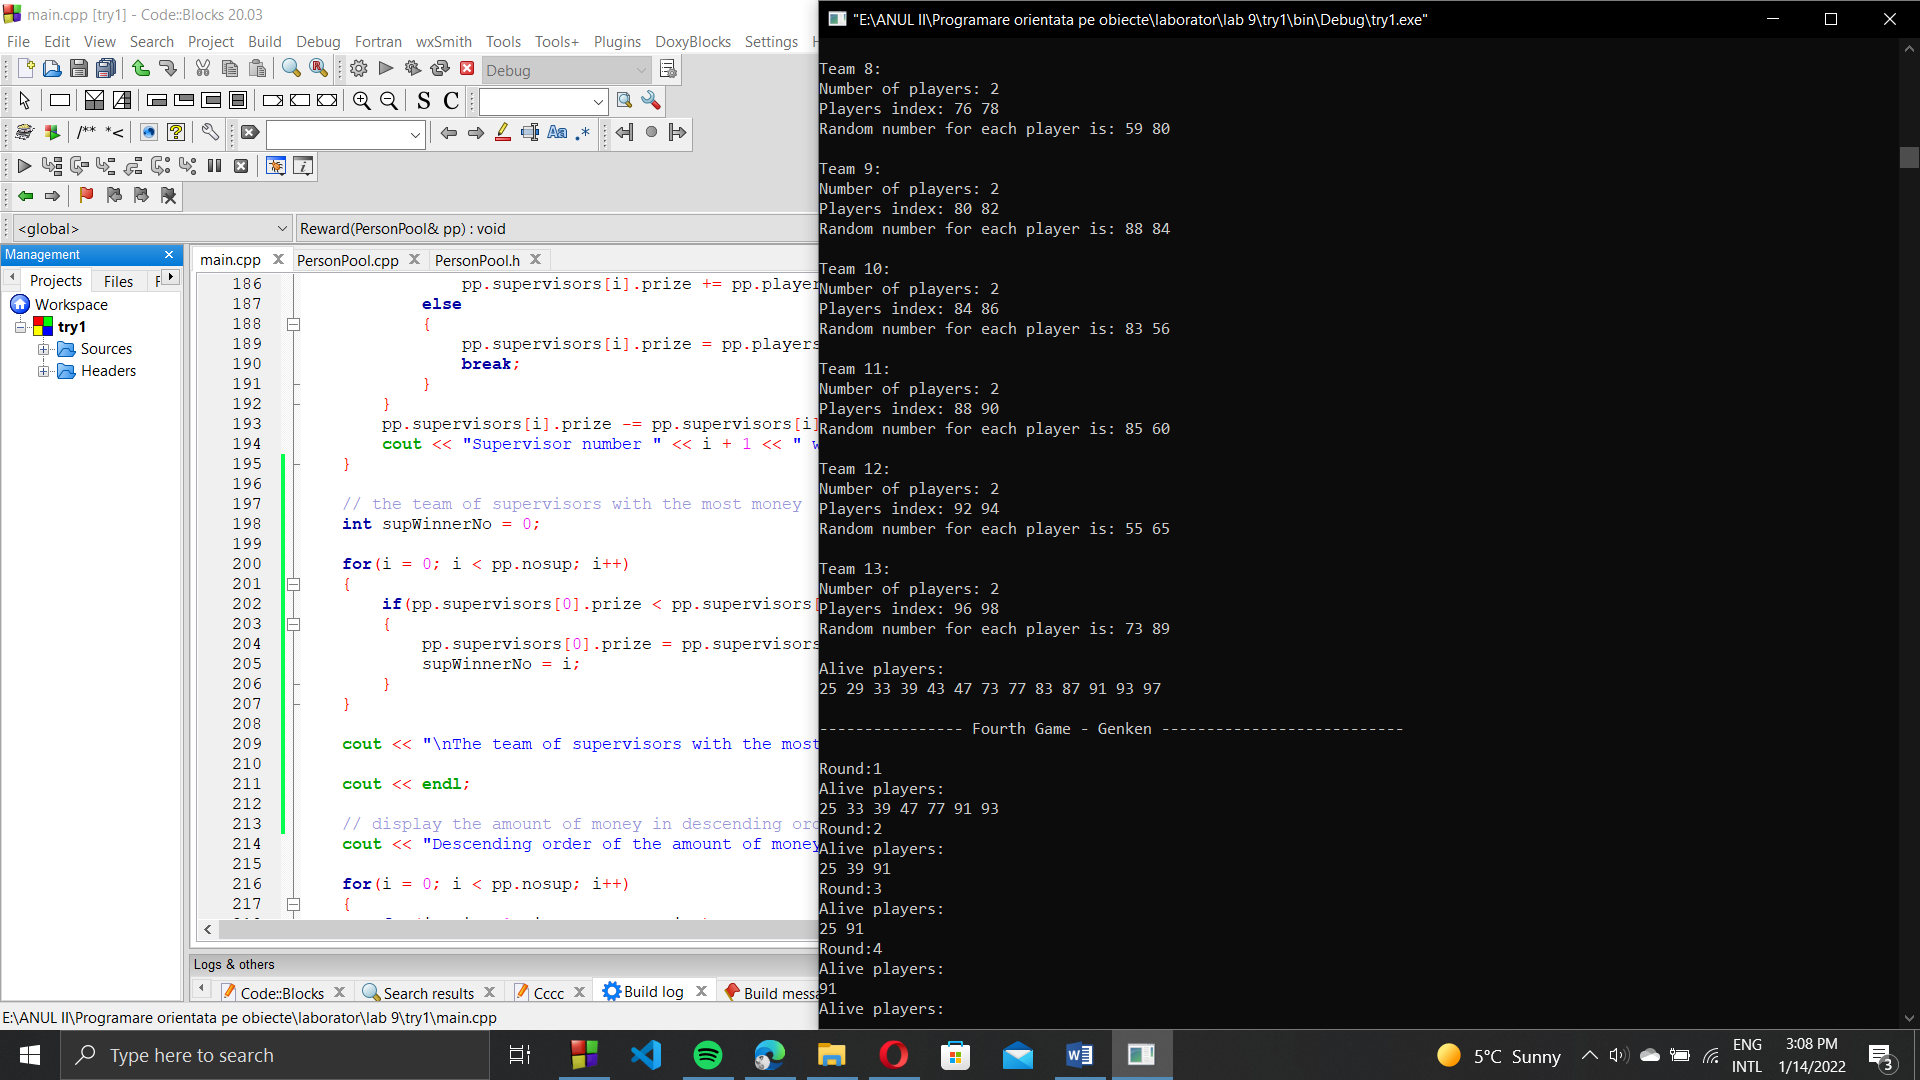 main.cpp [try1] - Code::Blocks 20.03
File Edit View Search Project Build Debug Fortran wxSmith Tools Tools+ Plugins DoxyBlocks Settings
Debug
S C
/** *<
Aa .*
<global>
Reward(PersonPool& pp) : void
Management
Projects Files
Workspace
try1
Sources
Headers
main.cpp PersonPool.cpp PersonPool.h
186 pp.supervisors[i].prize += pp.player
187 else
188 {
189 pp.supervisors[i].prize = pp.players
190 break;
191 }
192 }
193 pp.supervisors[i].prize -= pp.supervisors[i]
194 cout << "Supervisor number " << i + 1 << " w
195 }
196
197 // the team of supervisors with the most money
198 int supWinnerNo = 0;
199
200 for(i = 0; i < pp.nosup; i++)
201 {
202 if(pp.supervisors[0].prize < pp.supervisors[
203 {
204 pp.supervisors[0].prize = pp.supervisors
205 supWinnerNo = i;
206 }
207 }
208
209 cout << "\nThe team of supervisors with the most
210
211 cout << endl;
212
213 // display the amount of money in descending ord
214 cout << "Descending order of the amount of money
215
216 for(i = 0; i < pp.nosup; i++)
217 {
Logs & others
Code::Blocks Search results Cccc Build log Build messa
E:\ANUL II\Programare orientata pe obiecte\laborator\lab 9\try1\main.cpp
"E:\ANUL II\Programare orientata pe obiecte\laborator\lab 9\try1\bin\Debug\try1.exe"
Team 8:
Number of players: 2
Players index: 76 78
Random number for each player is: 59 80
Team 9:
Number of players: 2
Players index: 80 82
Random number for each player is: 88 84
Team 10:
Number of players: 2
Players index: 84 86
Random number for each player is: 83 56
Team 11:
Number of players: 2
Players index: 88 90
Random number for each player is: 85 60
Team 12:
Number of players: 2
Players index: 92 94
Random number for each player is: 55 65
Team 13:
Number of players: 2
Players index: 96 98
Random number for each player is: 73 89
Alive players:
25 29 33 39 43 47 73 77 83 87 91 93 97
---------------- Fourth Game - Genken ---------------------------
Round:1
Alive players:
25 33 39 47 77 91 93
Round:2
Alive players:
25 39 91
Round:3
Alive players:
25 91
Round:4
Alive players:
91
Alive players:
Type here to search
5°C Sunny
ENG
INTL
3:08 PM
1/14/2022
3